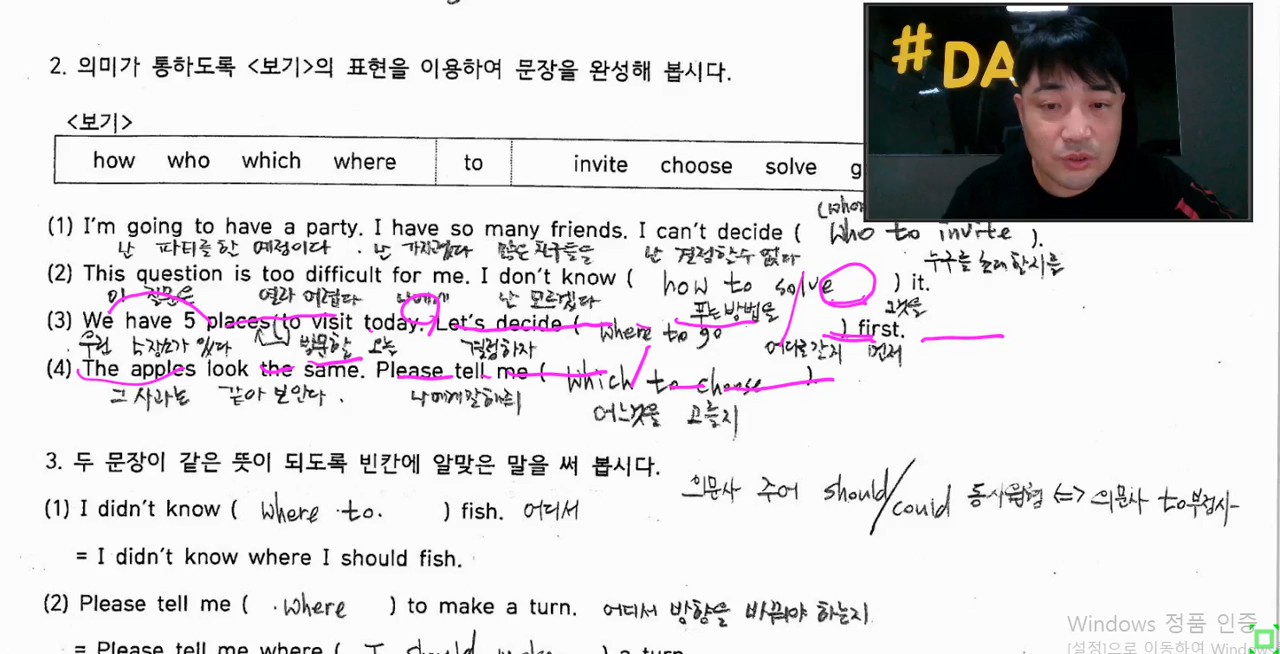 #DA
2. 의미가 통하도록 <보기>의 표현을 이용하여 문장을 완성해 봅시다.
<보기>
how who which where to invite choose solve g
(1) I'm going to have a party. I have so many friends. I can't decide ( who to invite ).
난 파티를 한 예정이다. 난 가지겠다 많은 친구들을 난 결정할수 없다 누구를 초대할지를
(2) This question is too difficult for me. I don't know ( how to solve ) it.
이 질문은 어렵다 나에게 난 모르겠다 푸는방법을 그것을
(3) We have 5 places to visit today. Let's decide ( where to go ) first.
우린 5장소가 있다 방문할 오늘 결정하자 어디로갈지 먼저
(4) The apples look the same. Please tell me ( which to choose ).
그 사과는 같아 보인다. 나에게말해줘 어느것을 고를지
3. 두 문장이 같은 뜻이 되도록 빈칸에 알맞은 말을 써 봅시다.
의문사 주어 should/could 동사원형 <=> 의문사 to부정사
(1) I didn't know ( where to. ) fish. 어디서
= I didn't know where I should fish.
(2) Please tell me ( where ) to make a turn. 어디서 방향을 바꿔야 하는지
= Please tell me where ( I should make ) a turn
Windows 정품 인증
[설정]으로 이동하여 Windows